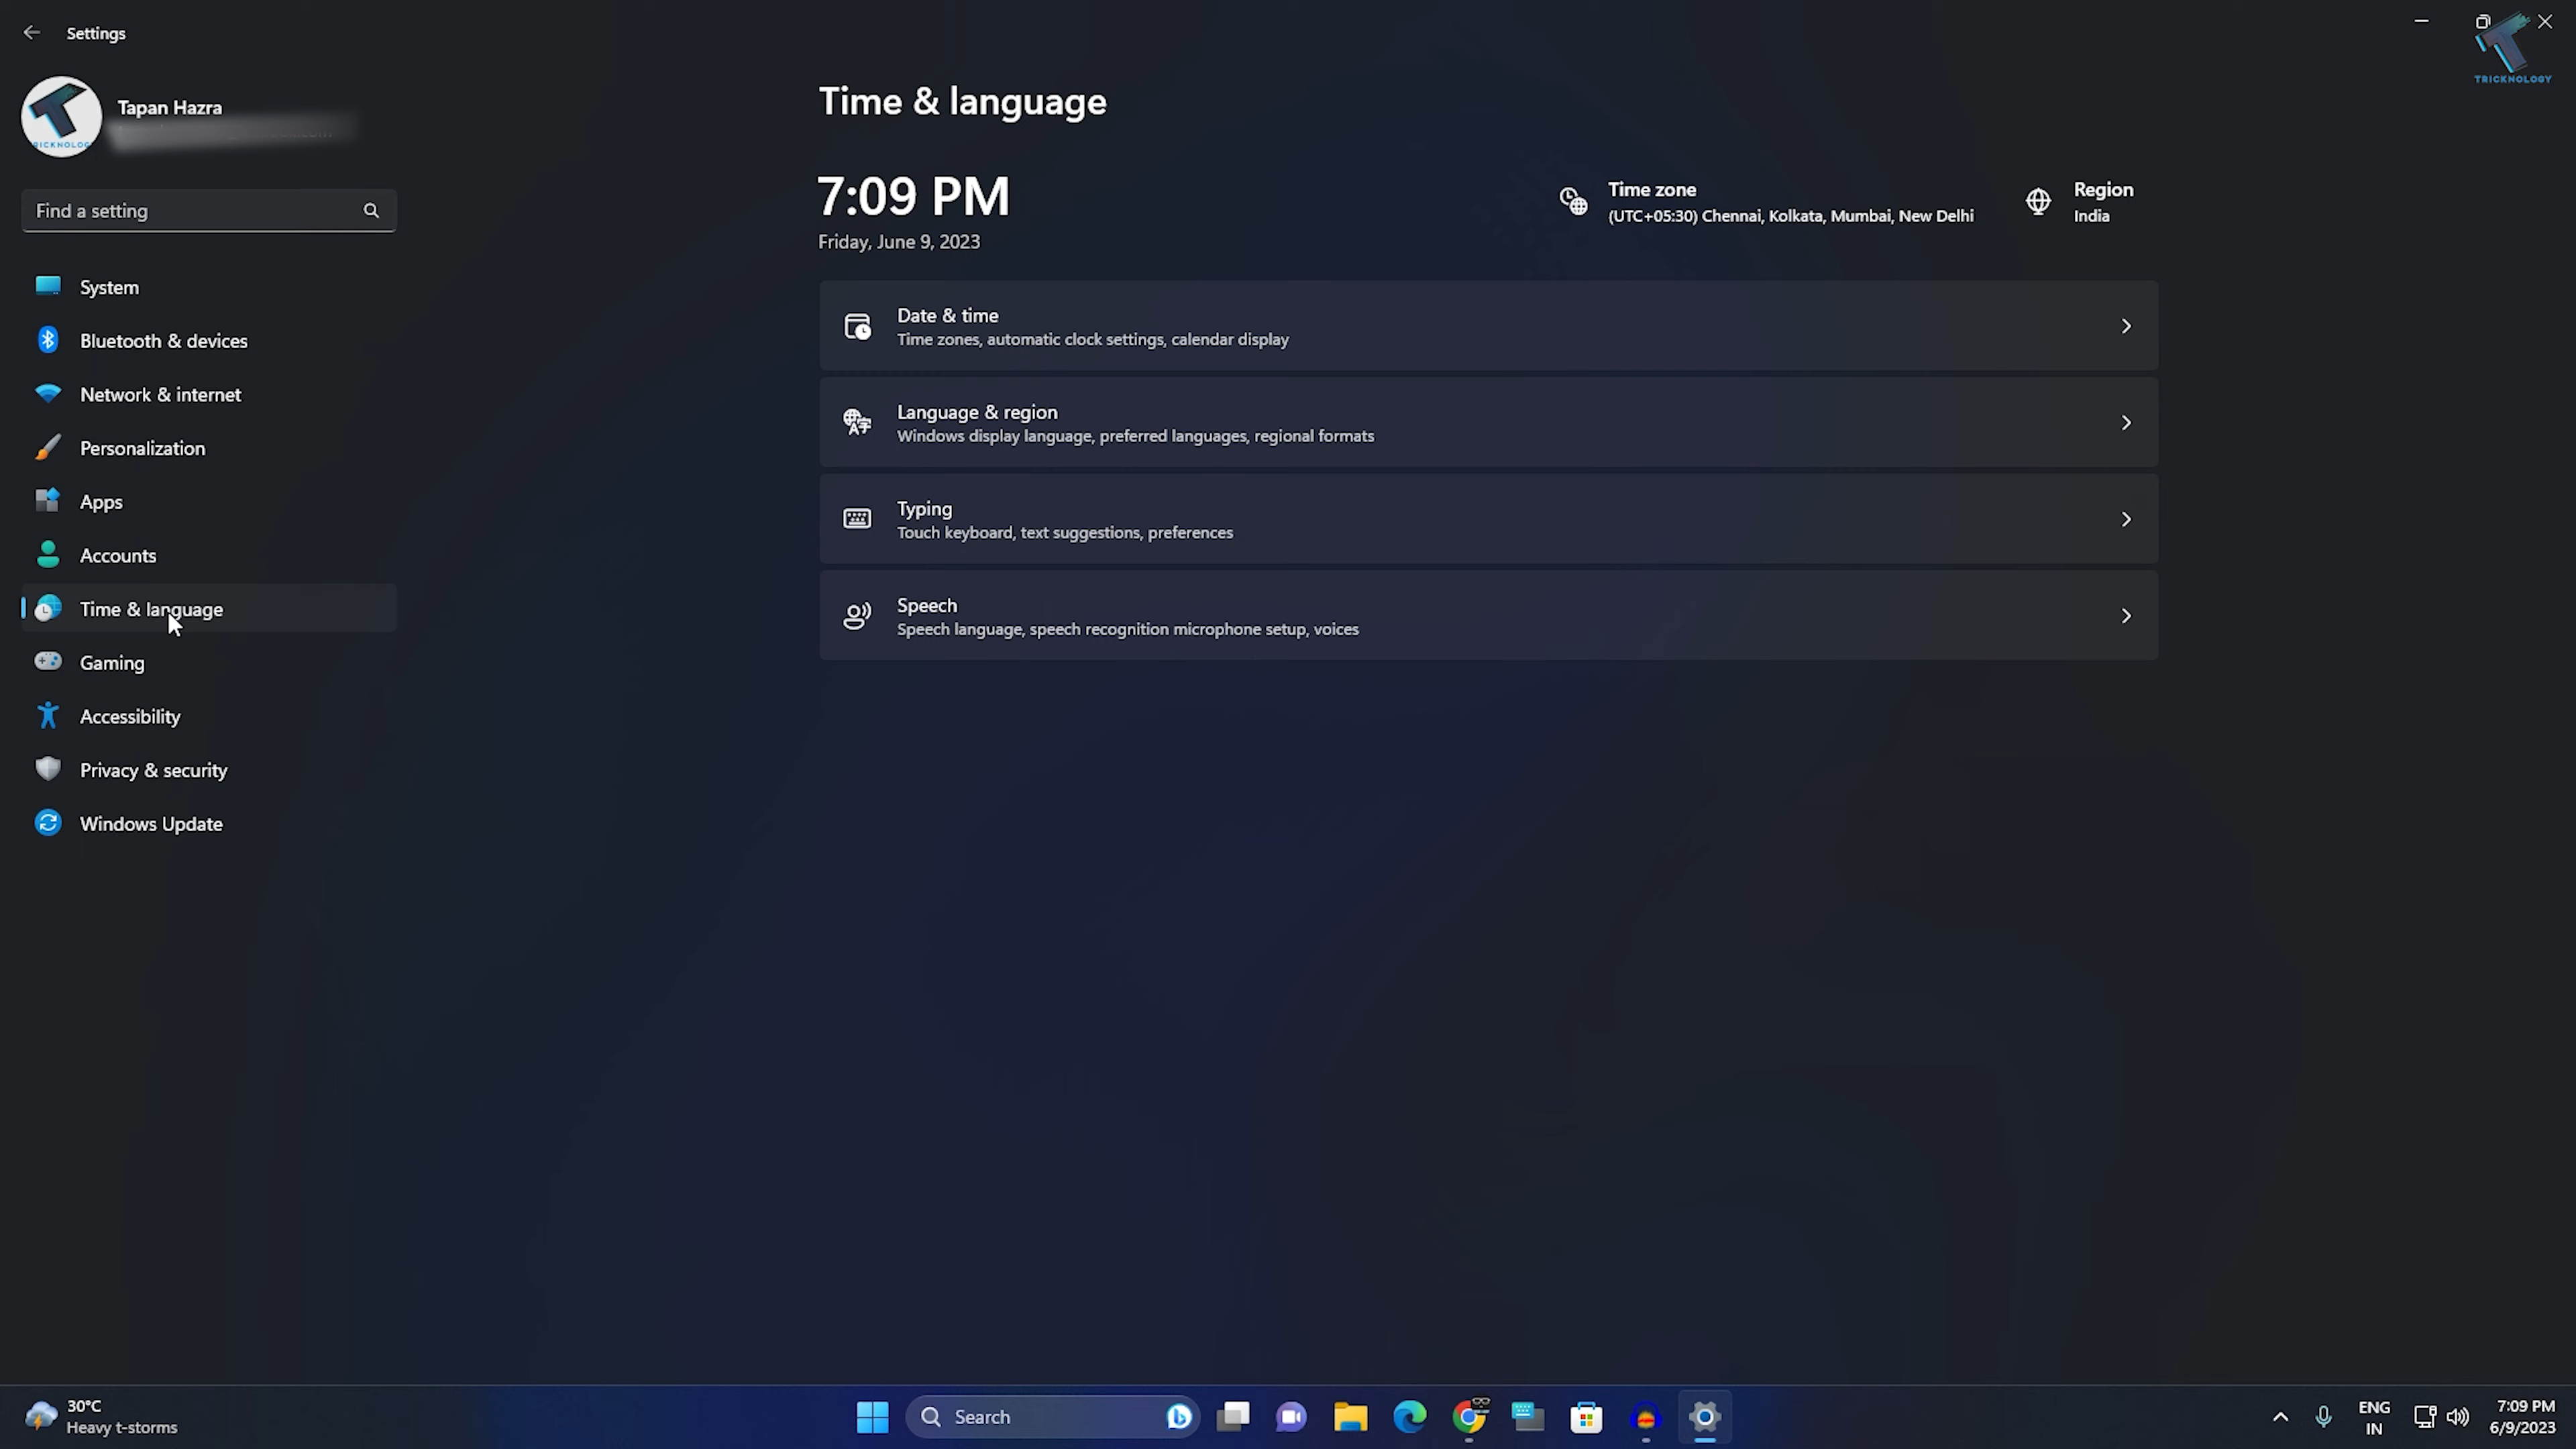 Settings
TRICKNOLOGY
Tapan Hazra
Find a setting
System
Bluetooth & devices
Network & internet
Personalization
Apps
Accounts
Time & language
Gaming
Accessibility
Privacy & security
Windows Update
Time & language
7:09 PM
Friday, June 9, 2023
Time zone
(UTC+05:30) Chennai, Kolkata, Mumbai, New Delhi
Region
India
Date & time
Time zones, automatic clock settings, calendar display
Language & region
Windows display language, preferred languages, regional formats
Typing
Touch keyboard, text suggestions, preferences
Speech
Speech language, speech recognition microphone setup, voices
30°C
Heavy t-storms
Search
ENG
IN
7:09 PM
6/9/2023